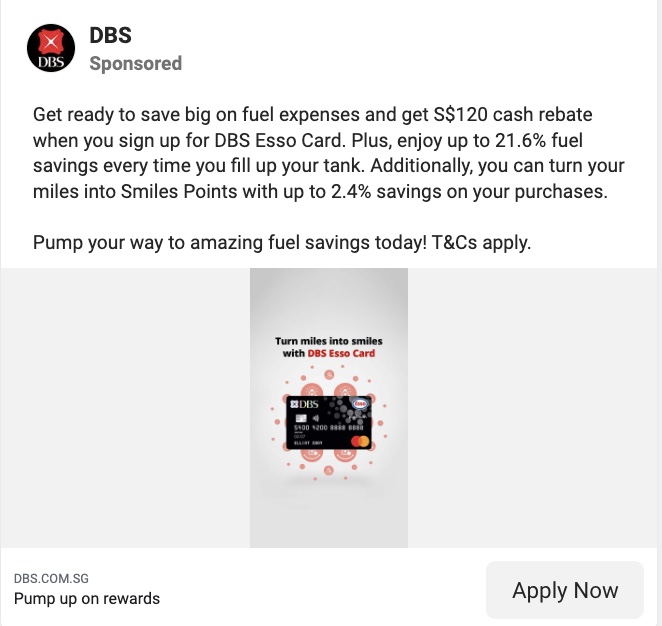 DBS
Sponsored
DBS
Get ready to save big on fuel expenses and get S$120 cash rebate
when you sign up for DBS Esso Card. Plus, enjoy up to 21.6% fuel
savings every time you fill up your tank. Additionally, you can turn your
miles into Smiles Points with up to 2.4% savings on your purchases.
Pump your way to amazing fuel savings today! T&Cs apply.
Turn miles into smiles
with DBS Esso Card
DBS
Esso
5400 4200 8888 8888
DBS.COM.SG
Pump up on rewards
Apply Now